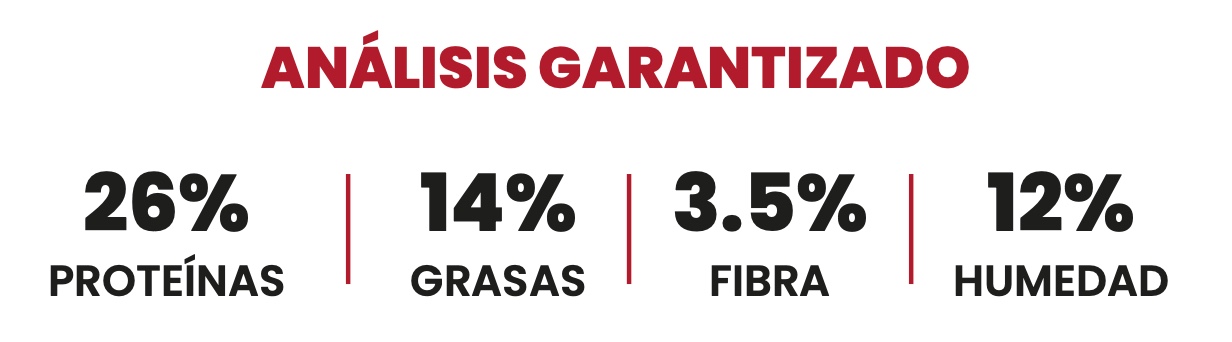 ANÁLISIS GARANTIZADO
26% 14% 3.5% 12%
PROTEÍNAS GRASAS FIBRA HUMEDAD